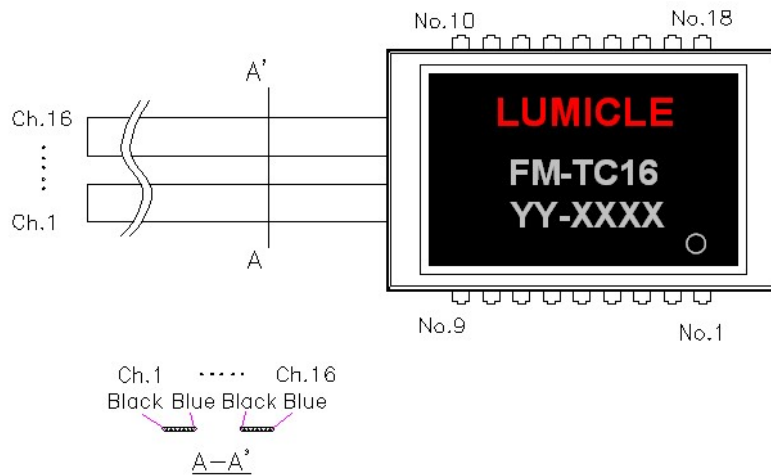 No.10
No.18
A'
Ch.16
Ch.1
A
LUMICLE
FM-TC16
YY-XXXX
No.9
No.1
Ch.1 ..... Ch.16
Black Blue Black Blue
A-A'